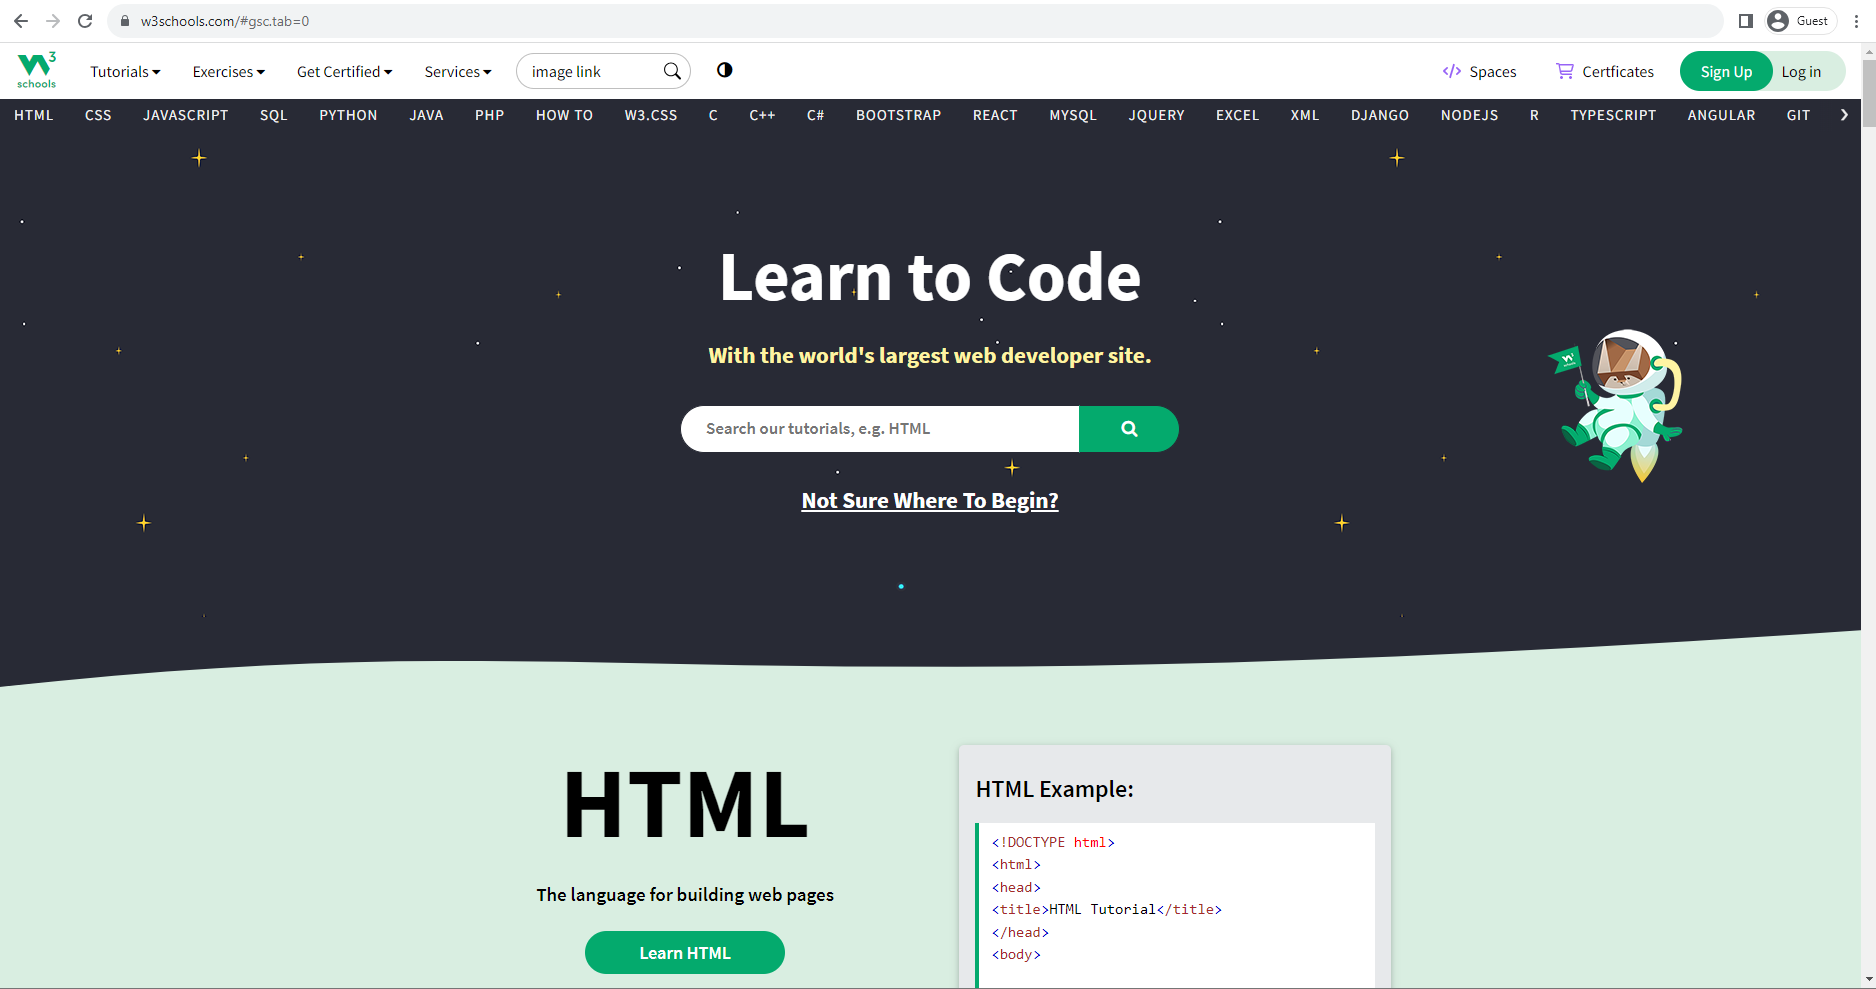 w3schools.com/#gsc.tab=0
Guest
W3 schools
Tutorials
Exercises
Get Certified
Services
image link
Spaces
Certficates
Sign Up
Log in
HTML CSS JAVASCRIPT SQL PYTHON JAVA PHP HOW TO W3.CSS C C++ C# BOOTSTRAP REACT MYSQL JQUERY EXCEL XML DJANGO NODEJS R TYPESCRIPT ANGULAR GIT
Learn to Code
With the world's largest web developer site.
Search our tutorials, e.g. HTML
Not Sure Where To Begin?
HTML
The language for building web pages
Learn HTML
HTML Example:
<!DOCTYPE html>
<html>
<head>
<title>HTML Tutorial</title>
</head>
<body>